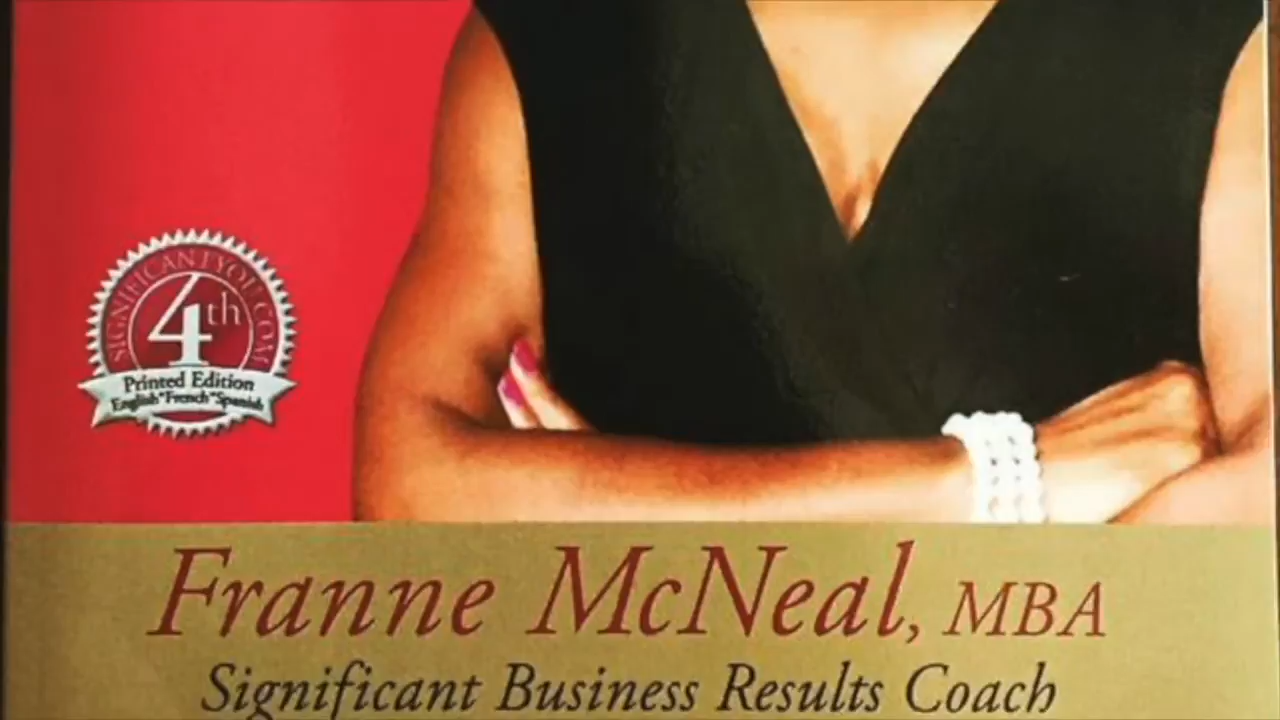 SIGNIFICANTYOU.COM
4th
Printed Edition
English*French*Spanish
Franne McNeal, MBA
Significant Business Results Coach